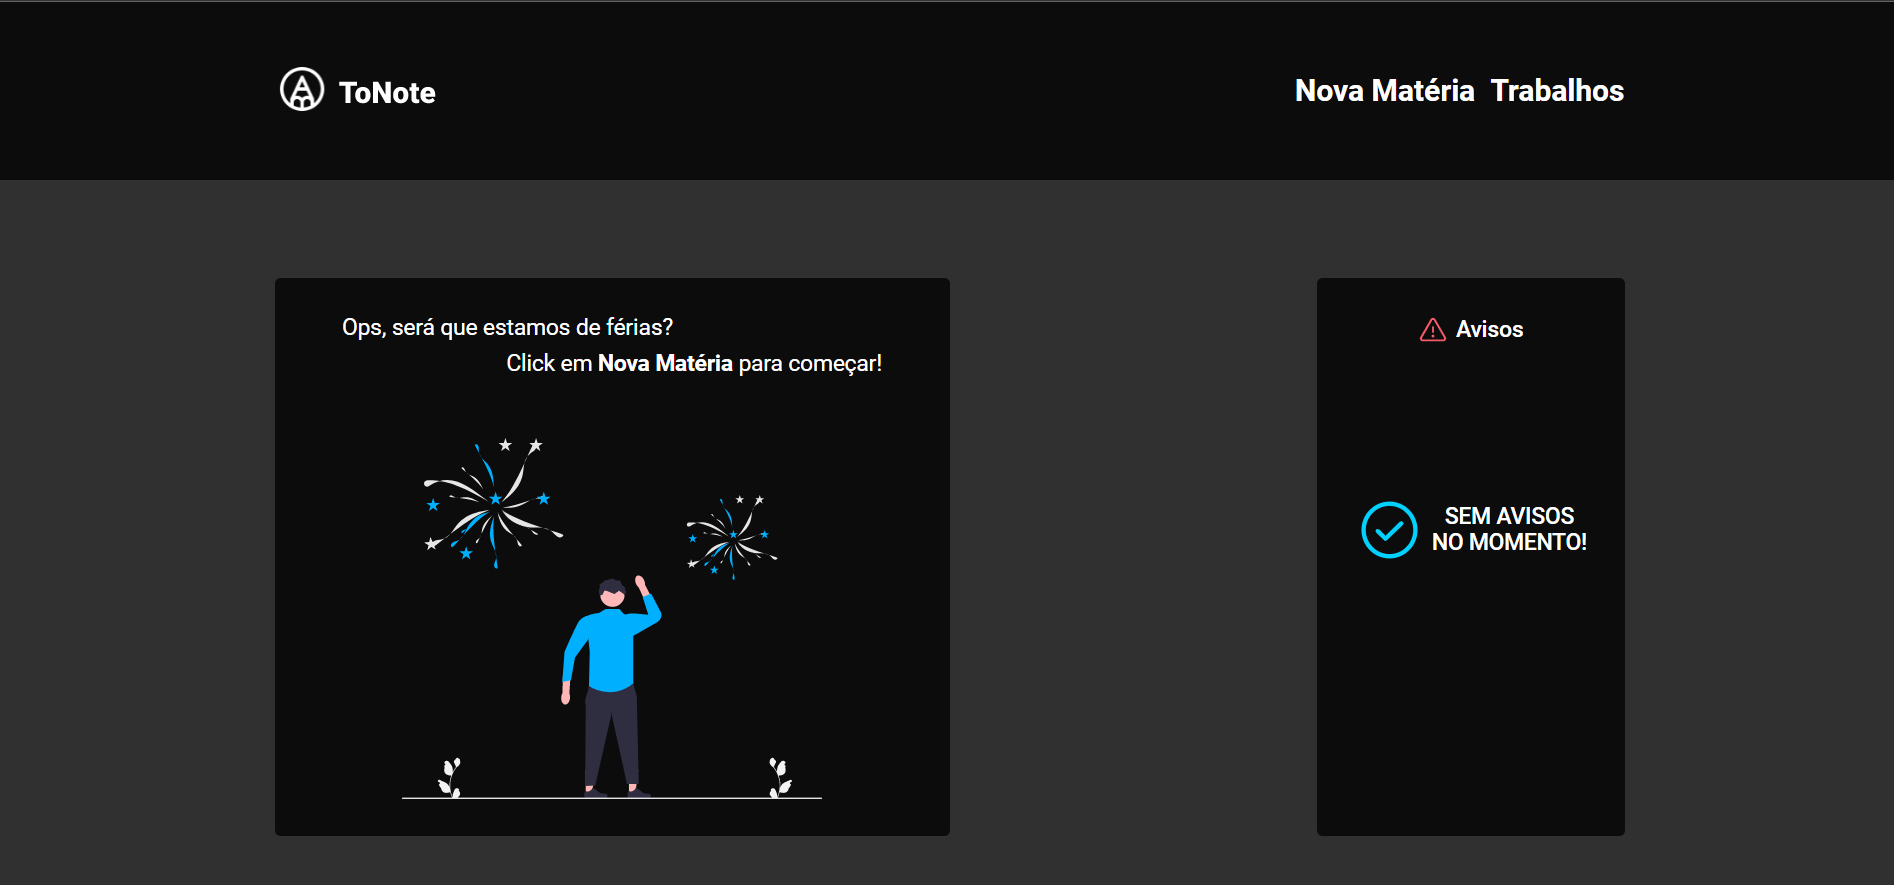 ToNote
Nova Matéria Trabalhos
Ops, será que estamos de férias?
Click em Nova Matéria para começar!
Avisos
SEM AVISOS
NO MOMENTO!